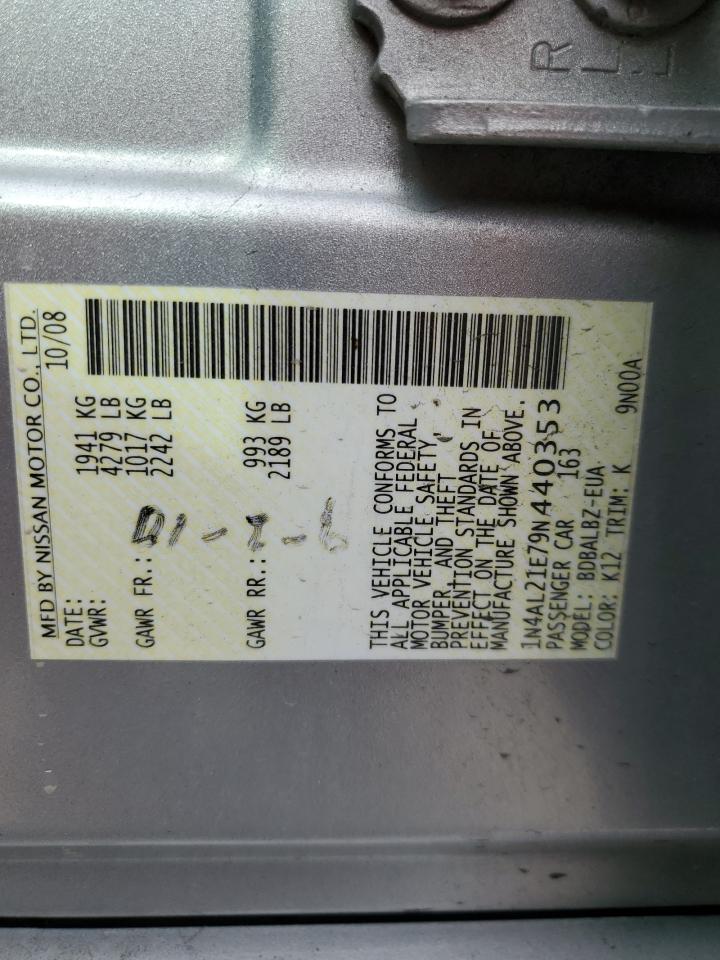 MFD BY NISSAN MOTOR CO., LTD.
DATE: 10/08
GVWR: 1941 KG
4279 LB
GAWR FR.: 1017 KG
2242 LB
GAWR RR.: 993 KG
2189 LB
THIS VEHICLE CONFORMS TO
ALL APPLICABLE FEDERAL
MOTOR VEHICLE SAFETY,
BUMPER, AND THEFT
PREVENTION STANDARDS IN
EFFECT ON THE DATE OF
MANUFACTURE SHOWN ABOVE.
1N4AL21E79N440353
PASSENGER CAR 163
MODEL: BDBALBZ-EUA
COLOR: K12 TRIM: K 9N00A
R
L
L